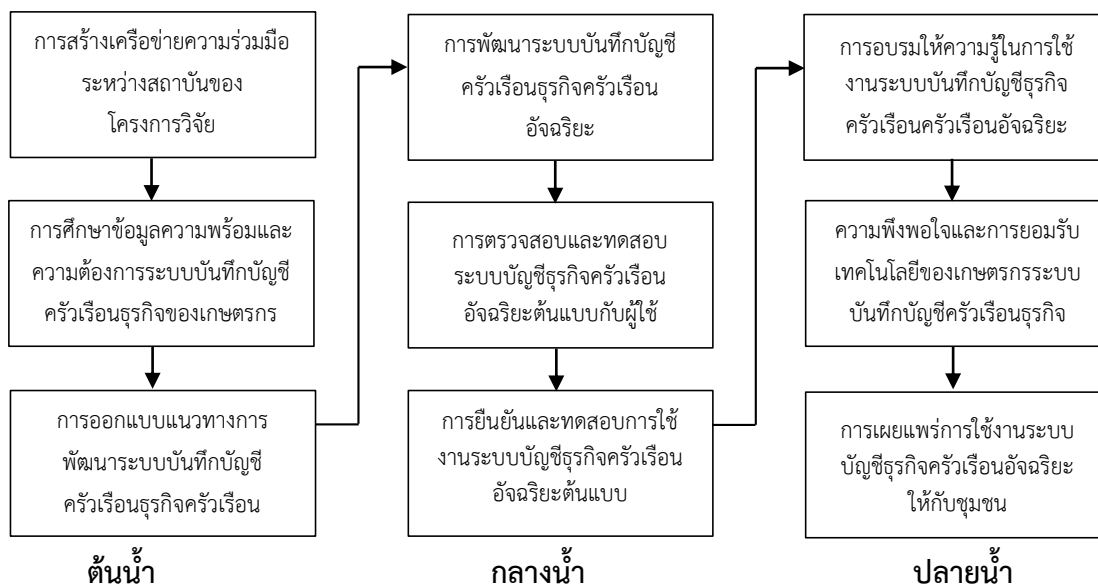 การสร้างเครือข่ายความร่วมมือ
ระหว่างสถาบันของ
โครงการวิจัย
การศึกษาข้อมูลความพร้อมและ
ความต้องการระบบบันทึกบัญชี
ครัวเรือนธุรกิจของเกษตรกร
การออกแบบแนวทางการ
พัฒนาระบบบันทึกบัญชี
ครัวเรือนธุรกิจครัวเรือน
ต้นน้ำ
การพัฒนาระบบบันทึกบัญชี
ครัวเรือนธุรกิจครัวเรือน
อัจฉริยะ
การตรวจสอบและทดสอบ
ระบบบัญชีธุรกิจครัวเรือน
อัจฉริยะต้นแบบกับผู้ใช้
การยืนยันและทดสอบการใช้
งานระบบบัญชีธุรกิจครัวเรือน
อัจฉริยะต้นแบบ
กลางน้ำ
การอบรมให้ความรู้ในการใช้
งานระบบบันทึกบัญชีธุรกิจ
ครัวเรือนครัวเรือนอัจฉริยะ
ความพึงพอใจและการยอมรับ
เทคโนโลยีของเกษตรกรระบบ
บันทึกบัญชีครัวเรือนธุรกิจ
การเผยแพร่การใช้งานระบบ
บัญชีธุรกิจครัวเรือนอัจฉริยะ
ให้กับชุมชน
ปลายน้ำ